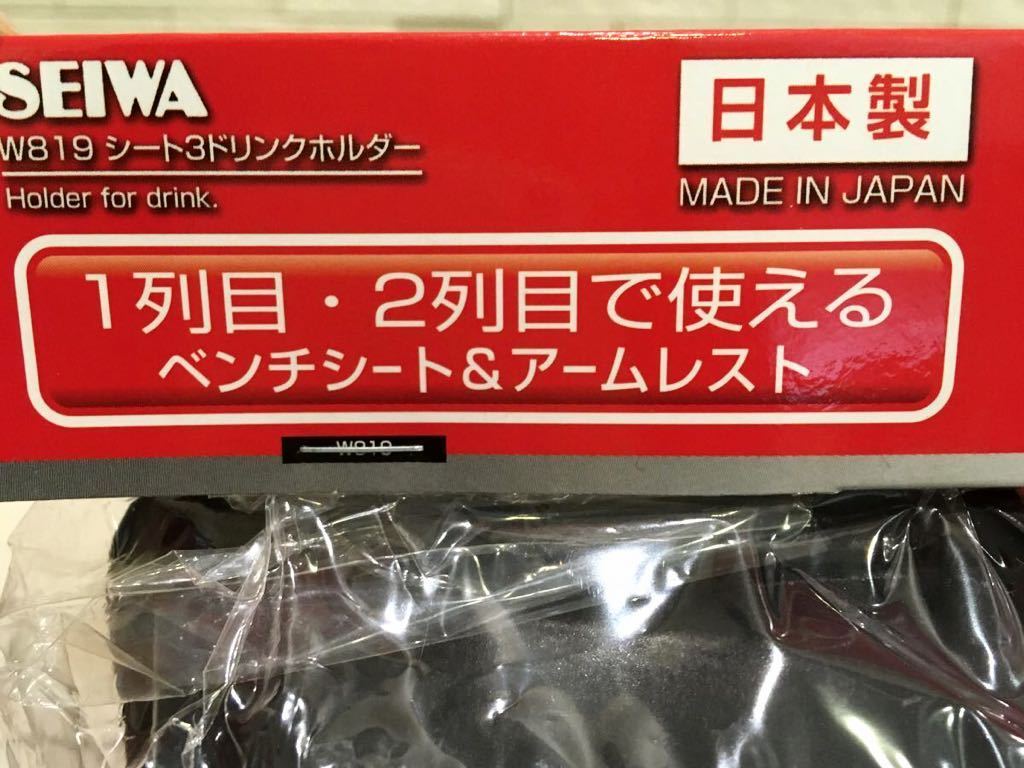 SEIWA
W819 シート3ドリンクホルダー
Holder for drink.
日本製
MADE IN JAPAN
1列目・2列目で使える
ベンチシート&アームレスト
W819